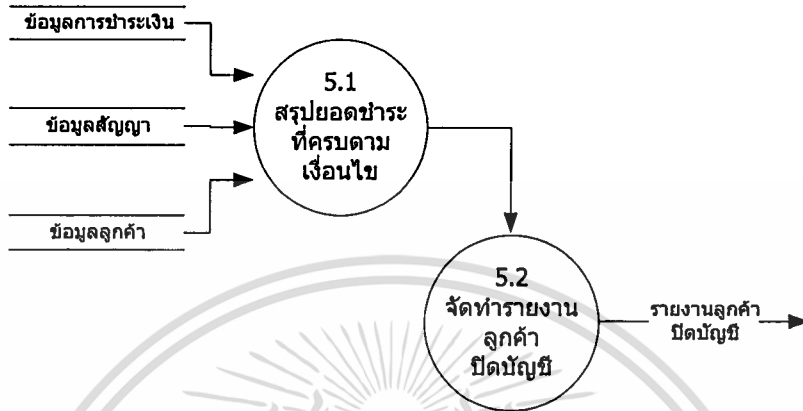 ข้อมูลการชำระเงิน
ข้อมูลสัญญา
ข้อมูลลูกค้า
5.1
สรุปยอดชำระ
ที่ครบตาม
เงื่อนไข
5.2
จัดทำรายงาน
ลูกค้า
ปิดบัญชี
รายงานลูกค้า
ปิดบัญชี